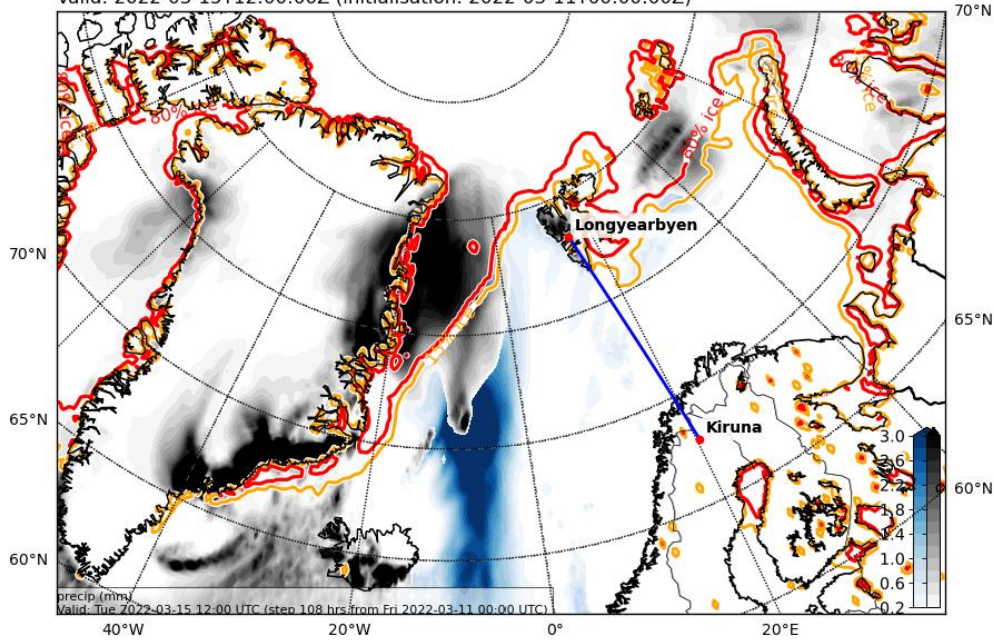 Valid: 2022-03-15T12:00:00Z (initialisation: 2022-03-11T00:00:00Z)
70°N
80% ice
80% ice
Longyearbyen
70°N
65°N
Kiruna
65°N
3.0
2.6
2.2
1.8
1.4
1.0
0.6
0.2
60°N
60°N
precip (mm)
Valid: Tue 2022-03-15 12:00 UTC (step 108 hrs from Fri 2022-03-11 00:00 UTC)
40°W
20°W
0°
20°E